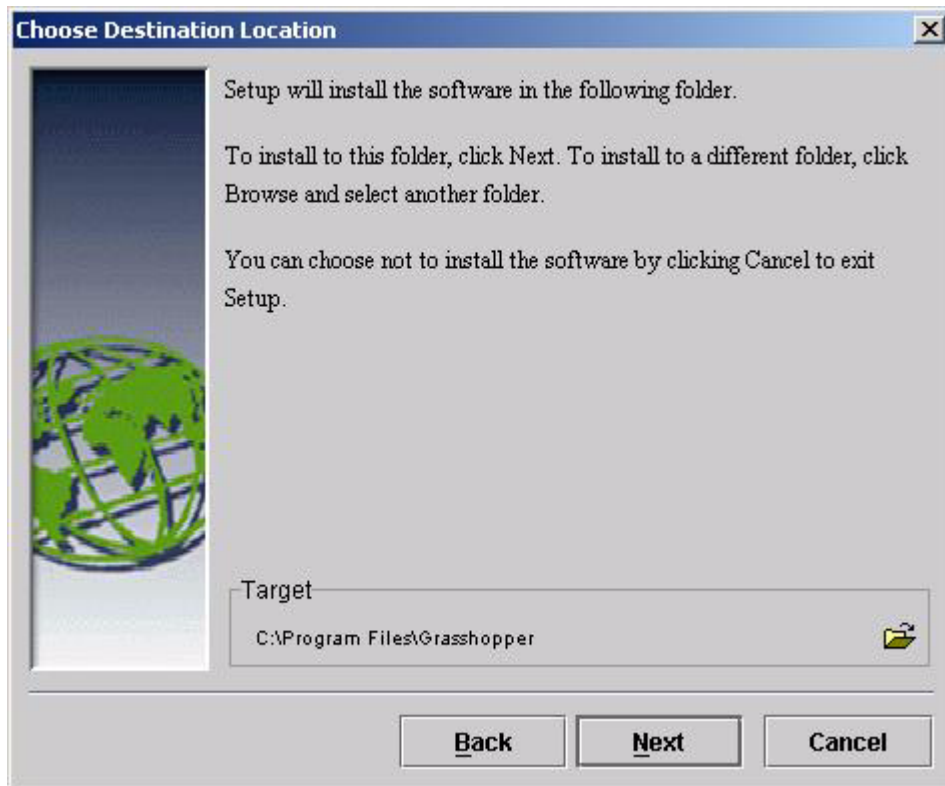 Choose Destination Location
Setup will install the software in the following folder.
To install to this folder, click Next. To install to a different folder, click
Browse and select another folder.
You can choose not to install the software by clicking Cancel to exit
Setup.
Target
C:\Program Files\Grasshopper
Back Next Cancel